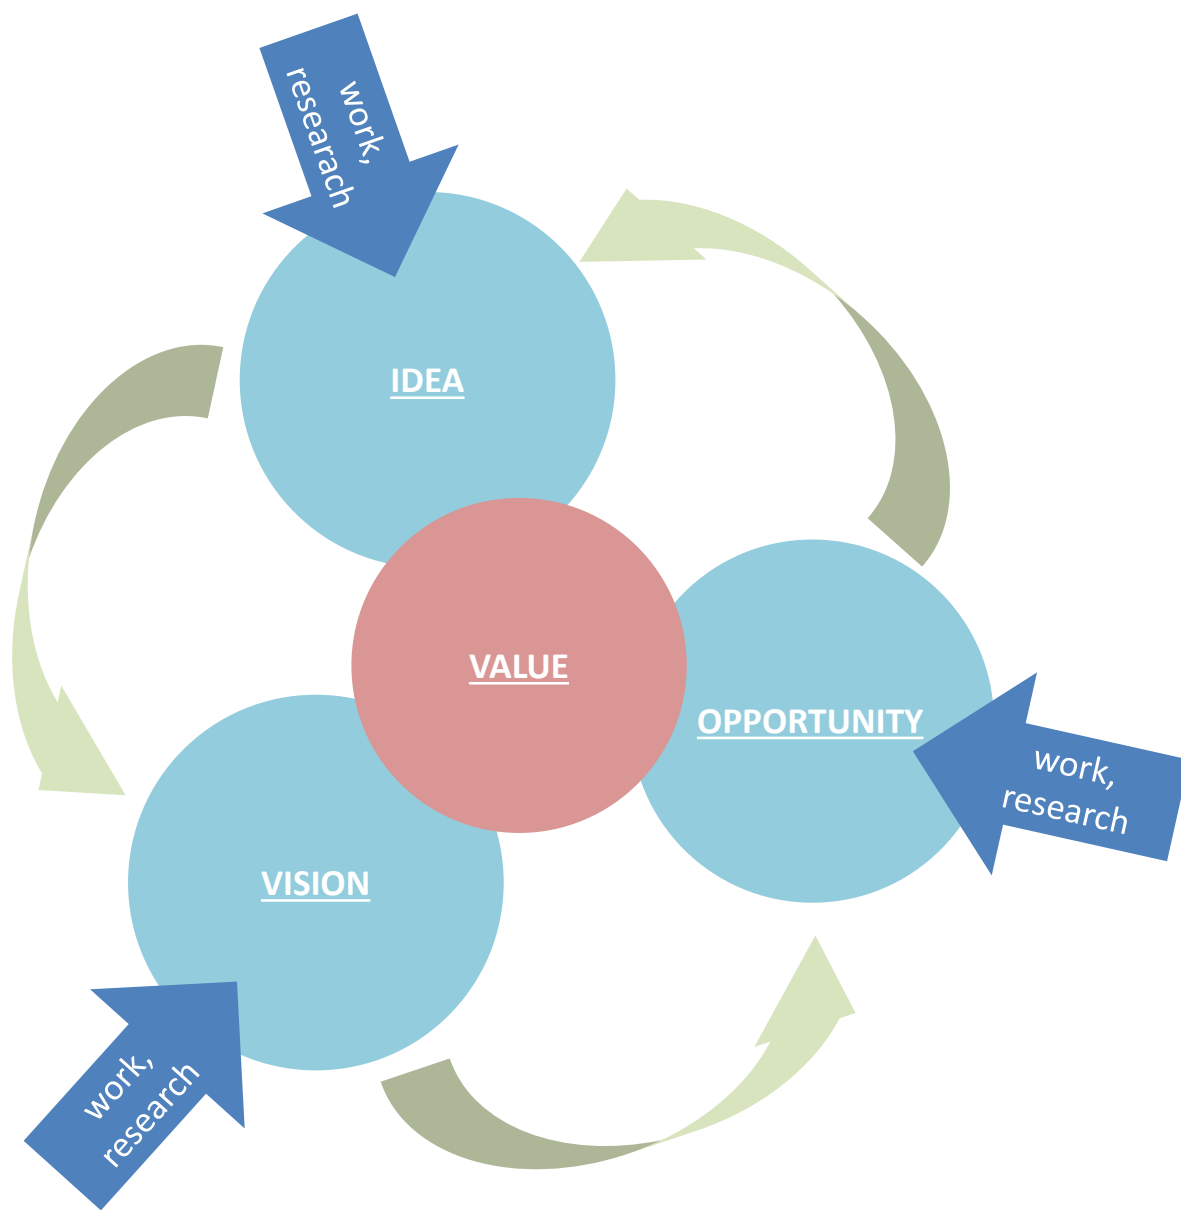 work,
researach
IDEA
VALUE
OPPORTUNITY
work,
research
VISION
work,
research